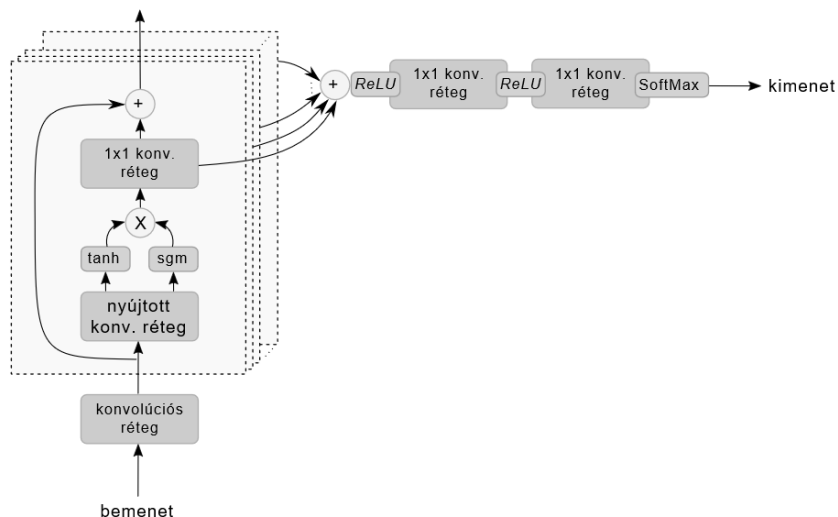 +
1x1 konv.
réteg
X
tanh
sgm
nyújtott
konv. réteg
konvolúciós
réteg
bemenet
+
ReLU
1x1 konv.
réteg
ReLU
1x1 konv.
réteg
SoftMax
kimenet